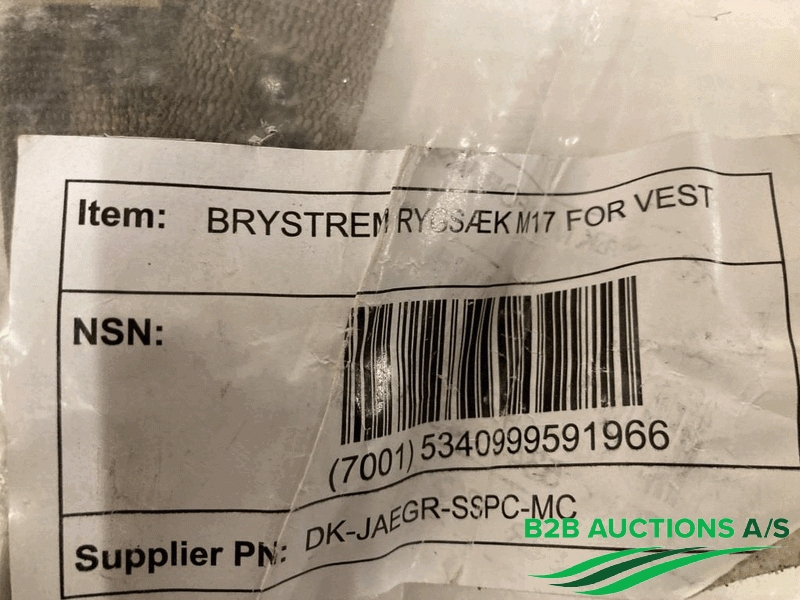 Item: BRYSTREM RYGSÆK M17 FOR VEST
NSN:
(7001) 5340999591966
Supplier PN: DK-JAEGR-SSPC-MC
B2B AUCTIONS A/S